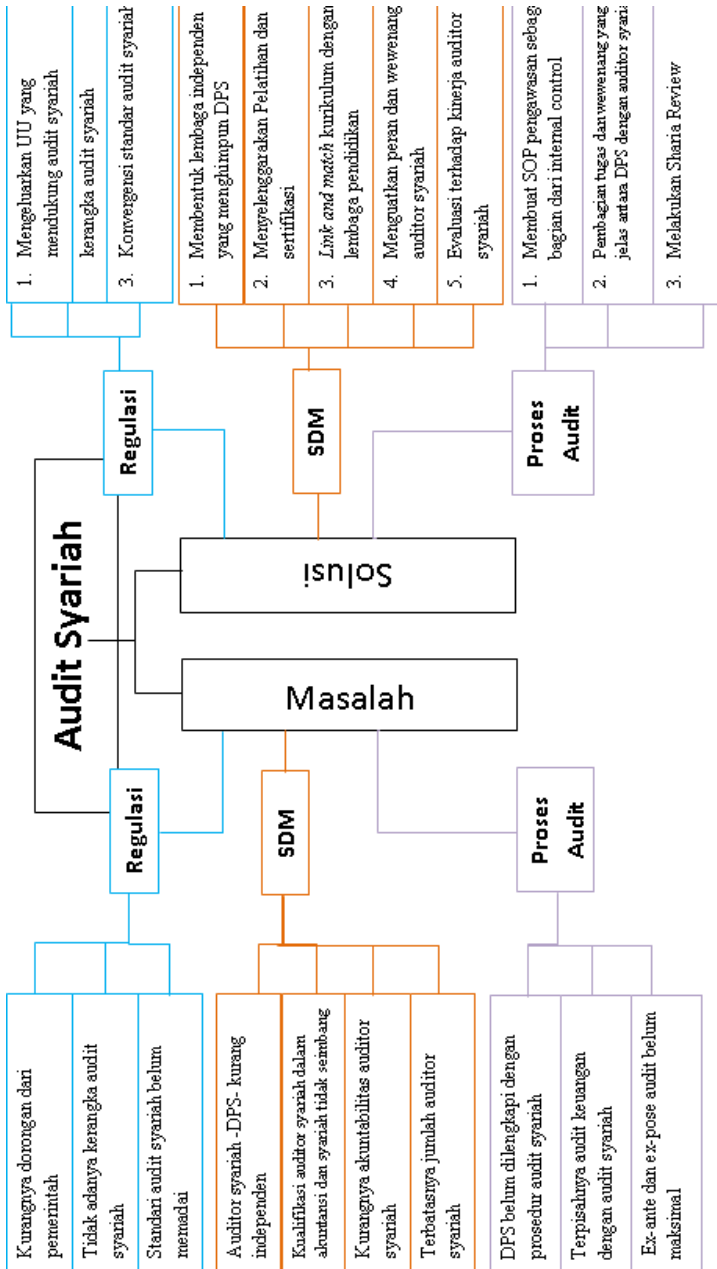 Audit Syariah
Masalah
Regulasi
Kurangnya dorongan dari
pemerintah
Tidak adanya kerangka audit
syariah
Standari audit syariah belum
memadai
SDM
Auditor syariah -DPS- kurang
independen
Kualifikasi auditor syariah dalam
akuntansi dan syariah tidak seimbang
Kurangnya akuntabilitas auditor
syariah
Terbatasnya jumlah auditor
syariah
Proses
Audit
DPS belum dilengkapi dengan
prosedur audit syariah
Terpisahnya audit keuangan
dengan audit syariah
Ex-ante dan ex-pose audit belum
maksimal
Solusi
Regulasi
1. Mengeluarkan UU yang
mendukung audit syariah
kerangka audit syariah
3. Konvergensi standar audit syariah
SDM
1. Membentuk lembaga independen
yang menghimpun DPS
2. Menyelenggarakan Pelatihan dan
sertifikasi
3. Link and match kurikulum dengan
lembaga pendidikan
4. Menguatkan peran dan wewenang
auditor syariah
5. Evaluasi terhadap kinerja auditor
syariah
Proses
Audit
1. Membuat SOP pengawasan sebag
bagian dari internal control
2. Pembagian tugas dan wewenang yang
jelas antara DPS dengan auditor syaria
3. Melakukan Sharia Review